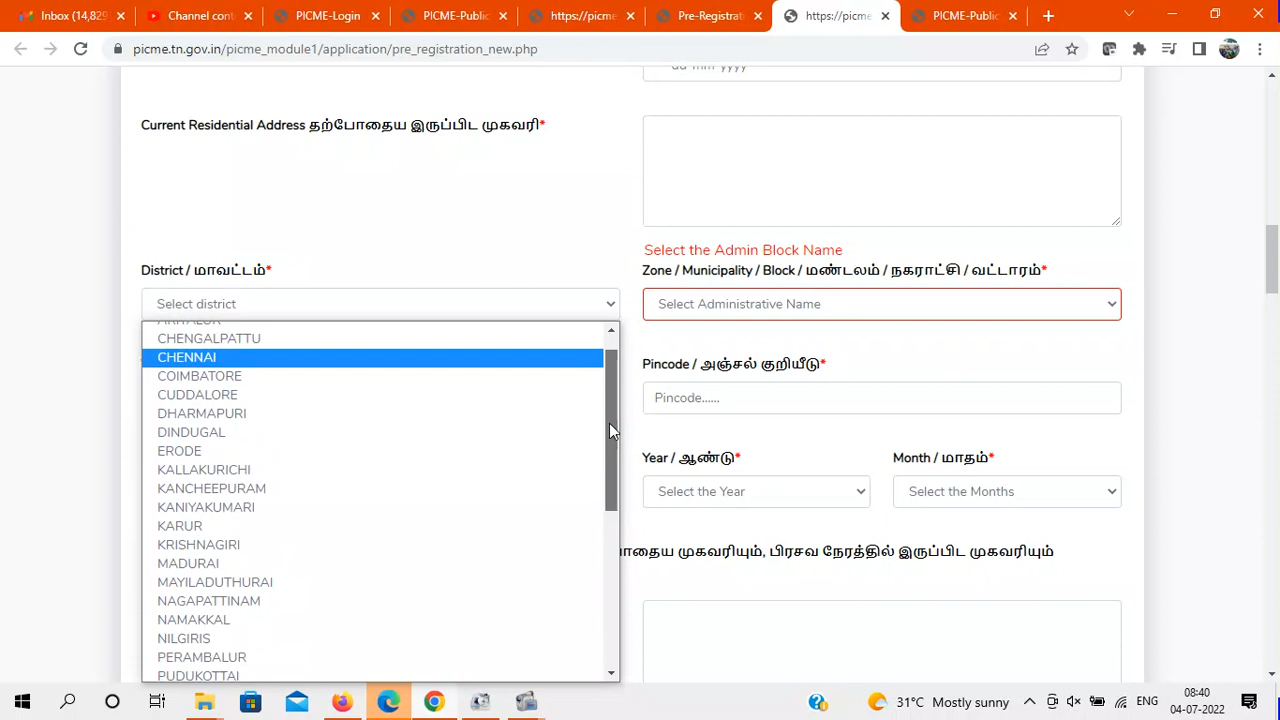 Inbox (14,829
Channel cont
PICME-Login
PICME-Public
https://picme
Pre-Registrati
https://picme
PICME-Public
picme.tn.gov.in/picme_module1/application/pre_registration_new.php
dd-mm-yyyy
Current Residential Address தற்போதைய இருப்பிட முகவரி*
Select the Admin Block Name
District / மாவட்டம்*
Zone / Municipality / Block / மண்டலம் / நகராட்சி / வட்டாரம்*
Select district
Select Administrative Name
ARIYALUR
CHENGALPATTU
CHENNAI
Pincode / அஞ்சல் குறியீடு*
COIMBATORE
CUDDALORE
Pincode......
DHARMAPURI
DINDUGAL
ERODE
Year / ஆண்டு*
Month / மாதம்*
KALLAKURICHI
KANCHEEPURAM
Select the Year
Select the Months
KANIYAKUMARI
KARUR
KRISHNAGIRI
போதைய முகவரியும், பிரசவ நேரத்தில் இருப்பிட முகவரியும்
MADURAI
MAYILADUTHURAI
NAGAPATTINAM
NAMAKKAL
NILGIRIS
PERAMBALUR
PUDUKOTTAI
31°C Mostly sunny
ENG
08:40
04-07-2022